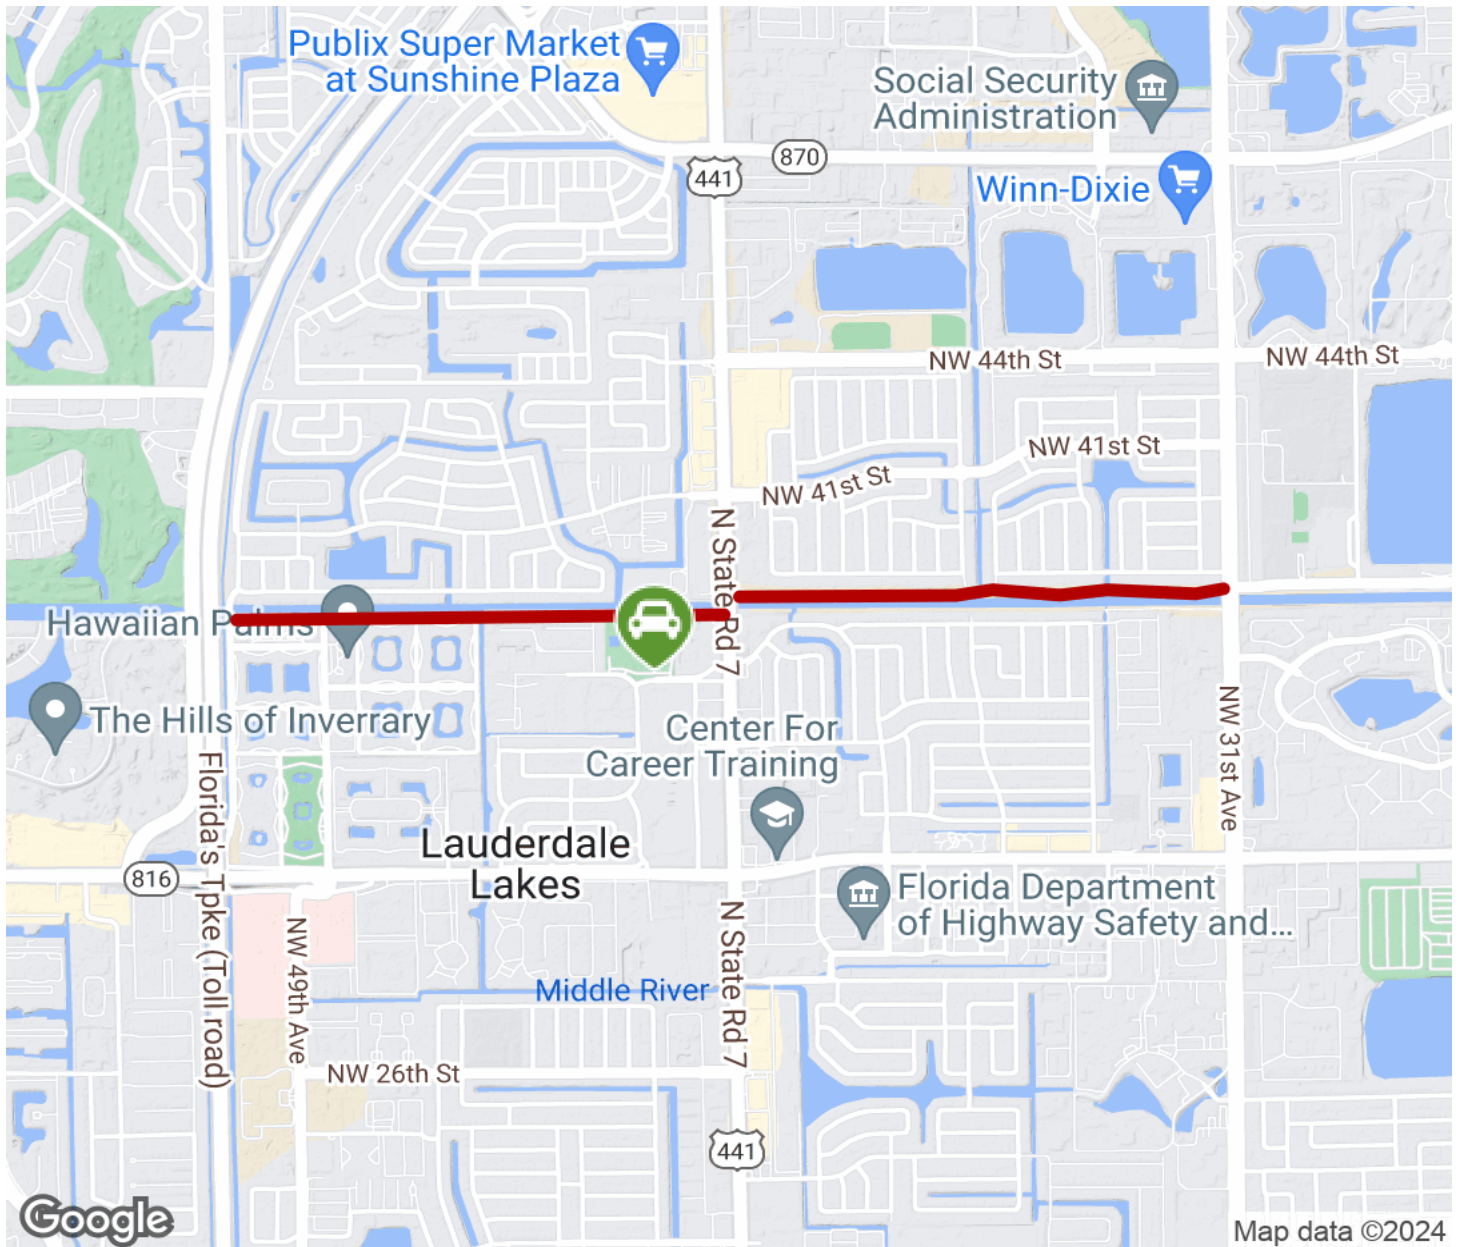 Publix Super Market
at Sunshine Plaza
Social Security
Administration
870
441
Winn-Dixie
NW 44th St
NW 44th St
NW 41st St
NW 41st St
N State Rd 7
Hawaiian Palms
The Hills of Inverrary
Center For
Career Training
NW 31st Ave
Florida's Tpke (Toll road)
Lauderdale
Lakes
816
Florida Department
of Highway Safety and...
NW 49th Ave
N State Rd 7
Middle River
NW 26th St
441
Google
Map data ©2024